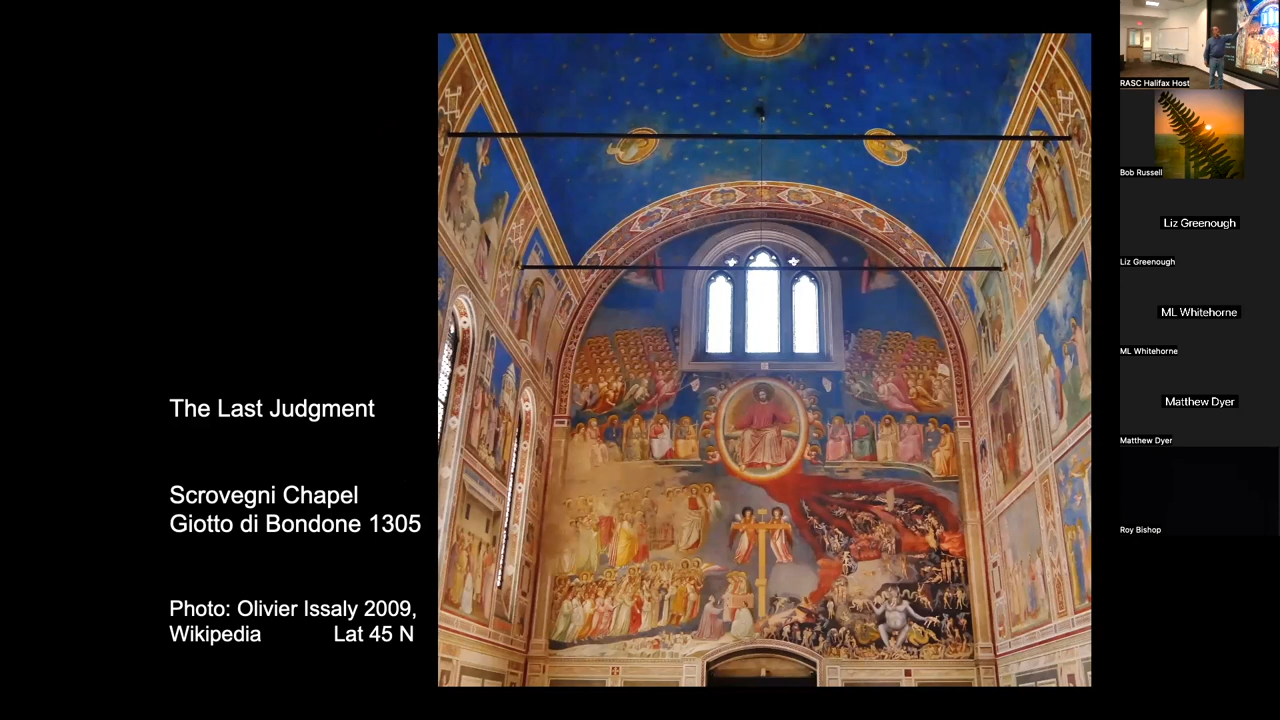 The Last Judgment
Scrovegni Chapel
Giotto di Bondone 1305
Photo: Olivier Issaly 2009,
Wikipedia Lat 45 N
RASC Halifax Host
Bob Russell
Liz Greenough
Liz Greenough
ML Whitehorne
ML Whitehorne
Matthew Dyer
Matthew Dyer
Roy Bishop